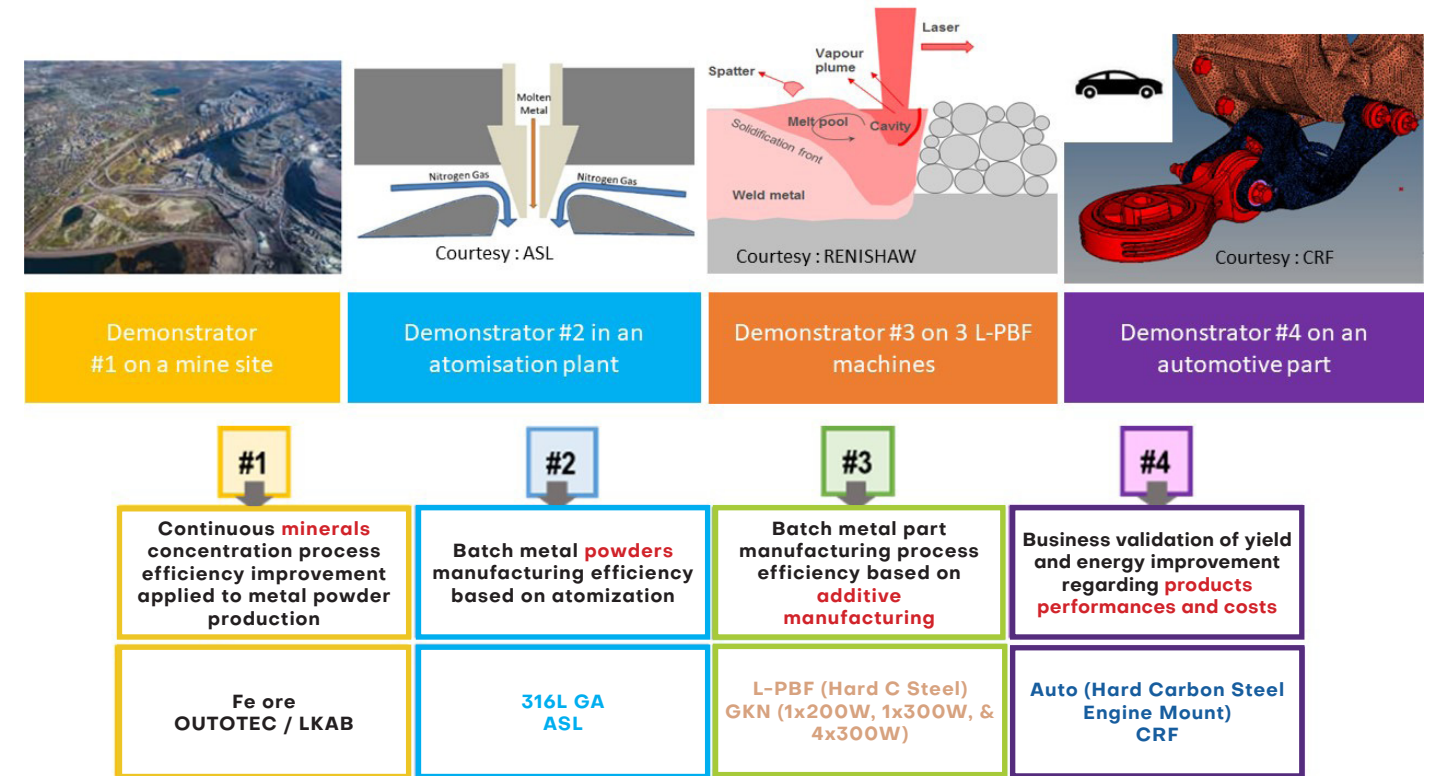 Molten
Metal
Nitrogen Gas
Nitrogen Gas
Courtesy : ASL
Laser
Vapour
plume
Spatter
Melt pool
Cavity
Solidification front
Weld metal
Courtesy : RENISHAW
Courtesy : CRF
Demonstrator
#1 on a mine site
Demonstrator #2 in an
atomisation plant
Demonstrator #3 on 3 L-PBF
machines
Demonstrator #4 on an
automotive part
#1
#2
#3
#4
Continuous minerals
concentration process
efficiency improvement
applied to metal powder
production
Batch metal powders
manufacturing efficiency
based on atomization
Batch metal part
manufacturing process
efficiency based on
additive
manufacturing
Business validation of yield
and energy improvement
regarding products
performances and costs
Fe ore
OUTOTEC / LKAB
316L GA
ASL
L-PBF (Hard C Steel)
GKN (1x200W, 1x300W, &
4x300W)
Auto (Hard Carbon Steel
Engine Mount)
CRF